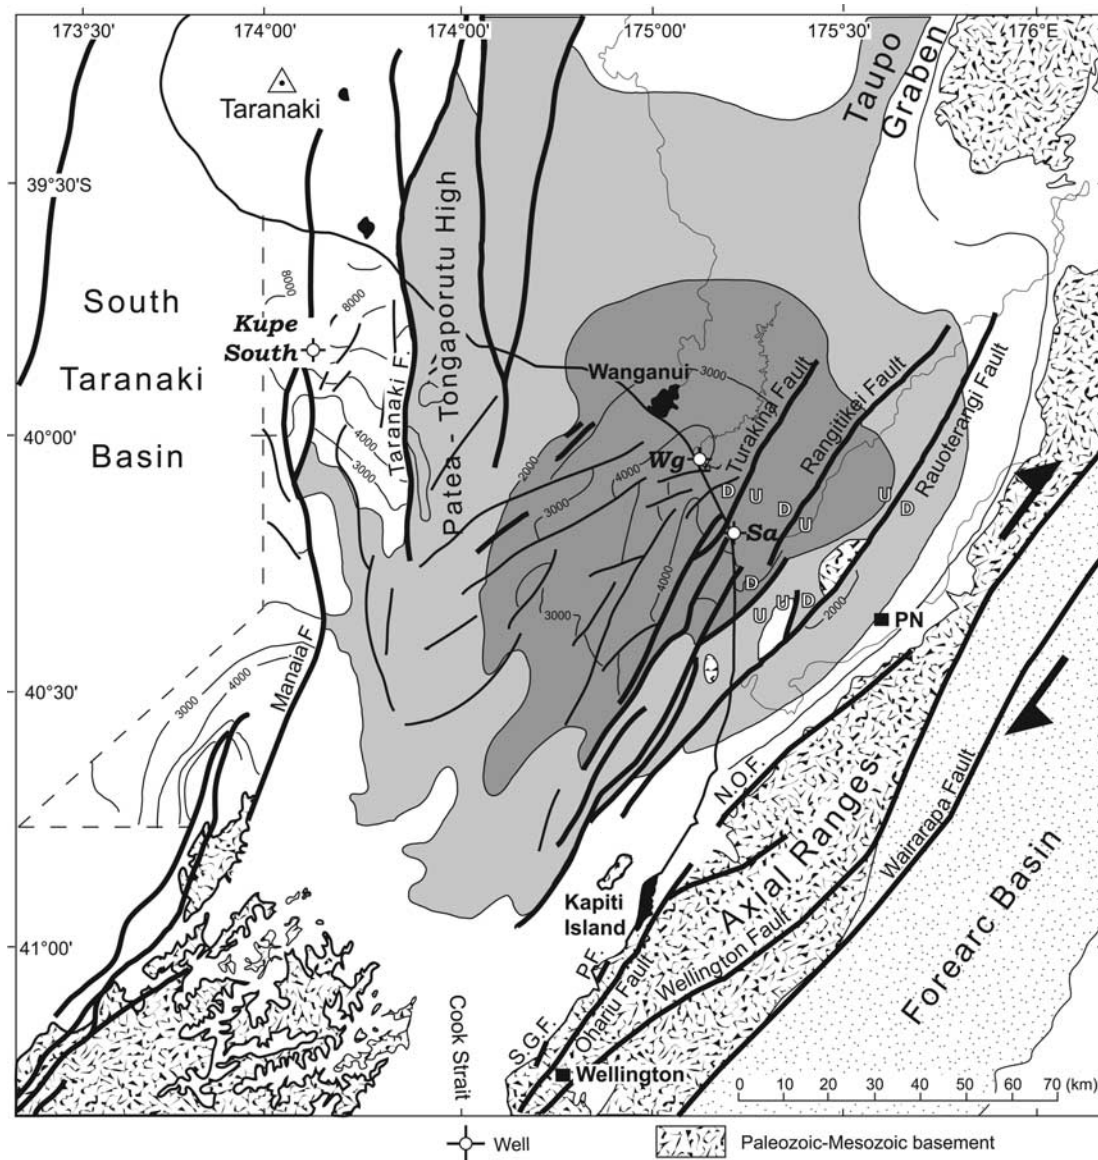 173°30'
174°00'
174°00'
175°00'
175°30'
176°E
Taupo
Graben
Taranaki
39°30'S
Patea - Tongaporutu High
South
Taranaki
Basin
8000
8000
Kupe
South
Taranaki F.
Wanganui
3000
Turakina Fault
Rangitikei Fault
Rauoterangi Fault
40°00'
4000
3000
2000
4000
Wg
3000
D
U
D
U
U
D
Sa
4000
3000
D
U
U
D
2000
PN
Manaia F
40°30'
4000
3000
N.O.F.
Axial Ranges
Wairarapa Fault
Kapiti
Island
Wellington Fault
Forearc Basin
41°00'
P.F.
Ohariu Fault
S.G.F.
Cook Strait
Wellington
0 10 20 30 40 50 60 70 (km)
Well
Paleozoic-Mesozoic basement